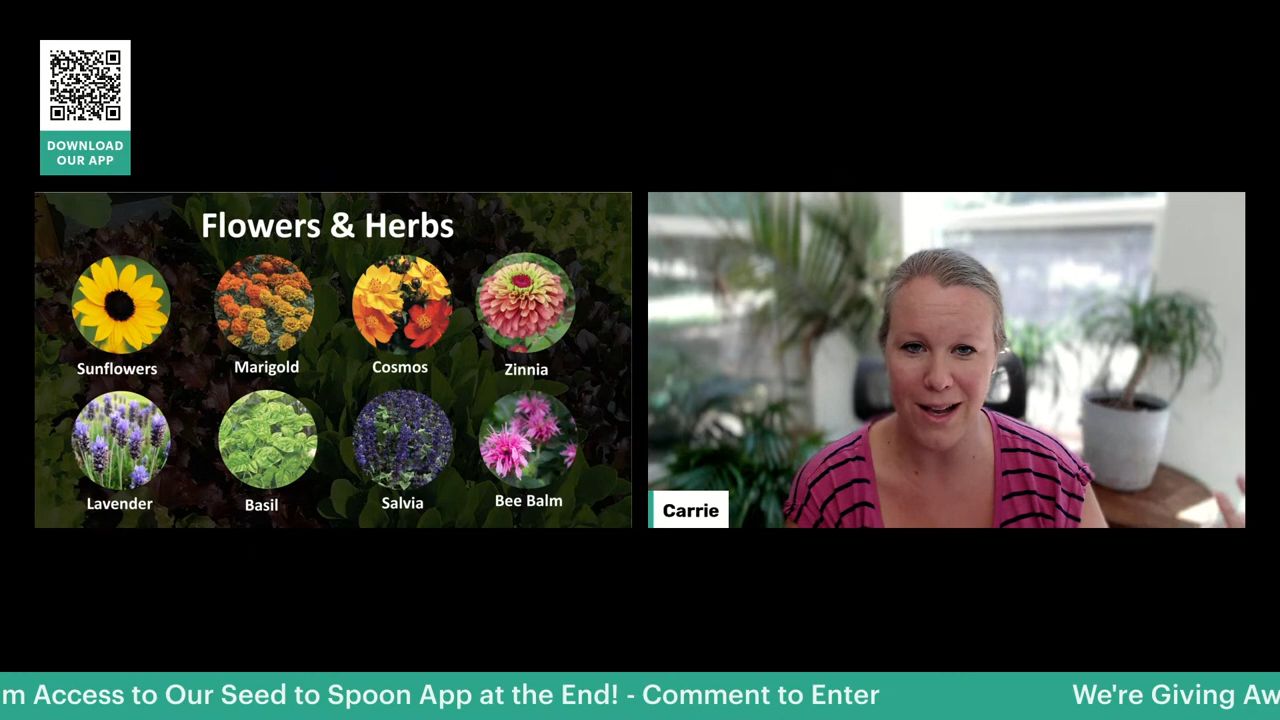 DOWNLOAD
OUR APP
Flowers & Herbs
Sunflowers
Marigold
Cosmos
Zinnia
Lavender
Basil
Salvia
Bee Balm
Carrie
m Access to Our Seed to Spoon App at the End! - Comment to Enter
We're Giving Aw